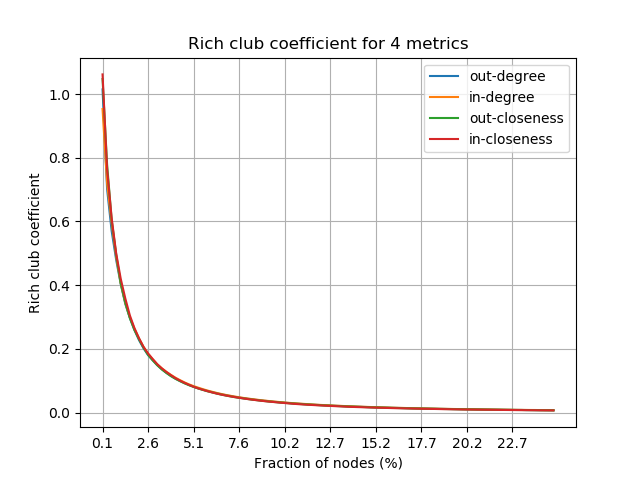 Rich club coefficient for 4 metrics
out-degree
in-degree
out-closeness
in-closeness
Rich club coefficient
1.0
0.8
0.6
0.4
0.2
0.0
0.1 2.6 5.1 7.6 10.2 12.7 15.2 17.7 20.2 22.7
Fraction of nodes (%)